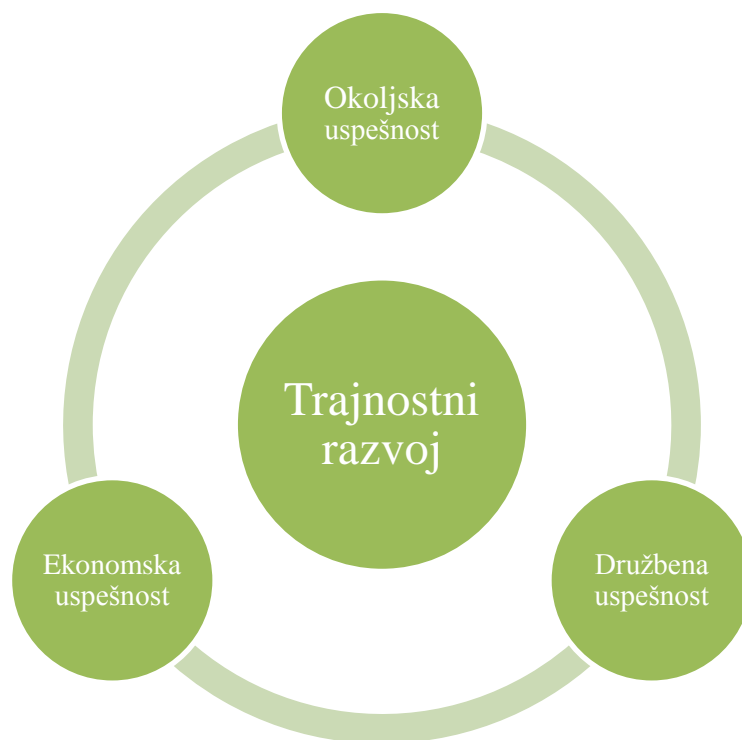 Okoljska
uspešnost
Trajnostni
razvoj
Ekonomska
uspešnost
Družbena
uspešnost